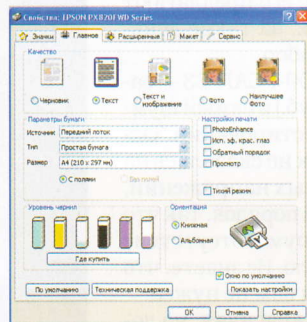 Свойства: EPSON PX820FWD Series
Значки Главное Расширенные Макет Сервис
Качество
Черновик Текст Текст и изображение Фото Наилучшее Фото
Параметры бумаги
Источник Передний лоток
Тип Простая бумага
Размер A4 (210 x 297 мм)
С полями Без полей
Настройки печати
PhotoEnhance
Исп. эф. крас. глаз
Обратный порядок
Просмотр
Тихий режим
Уровень чернил
Где купить
Ориентация
Книжная
Альбомная
Окно по умолчанию
По умолчанию Техническая поддержка Показать настройки
OK Отмена Справка